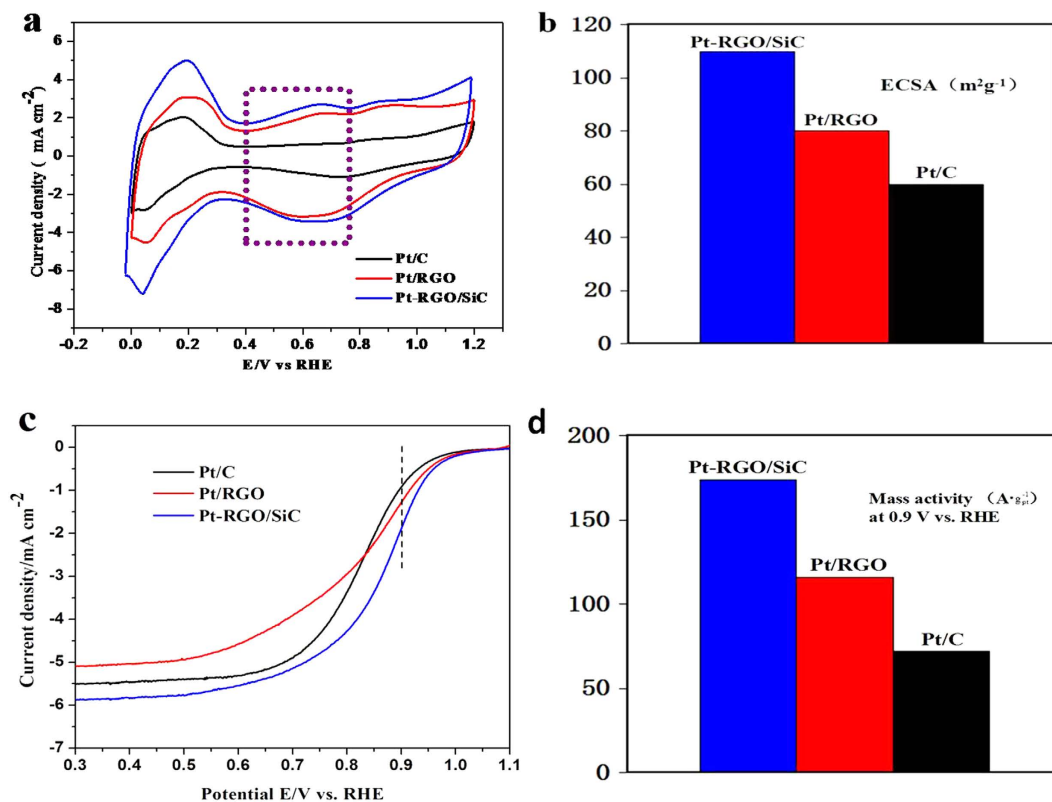 a
6
4
2
0
-2
-4
-6
-8
Current density ( mA cm-2
Pt/C
Pt/RGO
Pt-RGO/SiC
-0.2 0.0 0.2 0.4 0.6 0.8 1.0 1.2
E/V vs RHE
b
120
100
80
60
40
20
0
Pt-RGO/SiC
ECSA (m²g⁻¹)
Pt/RGO
Pt/C
c
0
-1
-2
-3
-4
-5
-6
-7
Current density/mA cm-2
Pt/C
Pt/RGO
Pt-RGO/SiC
0.3 0.4 0.5 0.6 0.7 0.8 0.9 1.0 1.1
Potential E/V vs. RHE
d
200
150
100
50
0
Pt-RGO/SiC
Mass activity (A·g⁻¹pt)
at 0.9 V vs. RHE
Pt/RGO
Pt/C